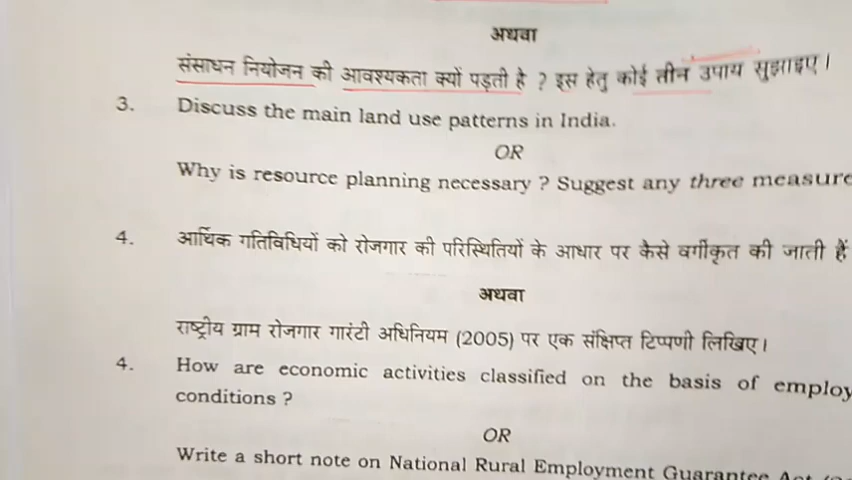 अथवा
संसाधन नियोजन की आवश्यकता क्यों पड़ती है ? इस हेतु कोई तीन उपाय सुझाइए।
3. Discuss the main land use patterns in India.
OR
Why is resource planning necessary ? Suggest any three measure
4. आर्थिक गतिविधियों को रोजगार की परिस्थितियों के आधार पर कैसे वर्गीकृत की जाती हैं
अथवा
राष्ट्रीय ग्राम रोजगार गारंटी अधिनियम (2005) पर एक संक्षिप्त टिप्पणी लिखिए।
4. How are economic activities classified on the basis of employ
conditions ?
OR
Write a short note on National Rural Employment Guarantee Act